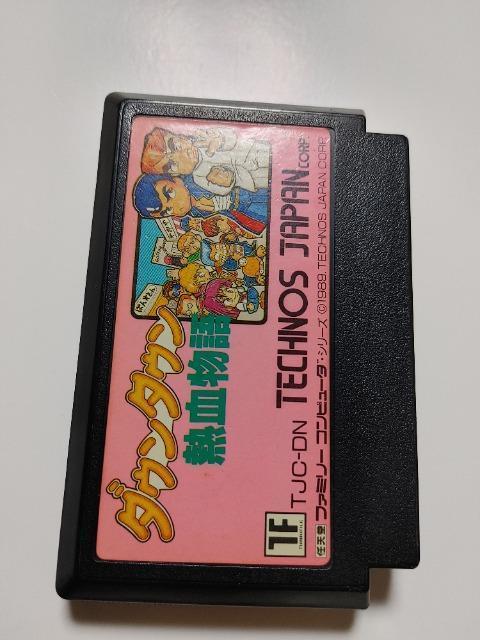 ダウンタウン
熱血物語
TF
TJC-DN TECHNOS JAPAN CORP.
任天堂 ファミリー コンピュータ・シリーズ ©1989. TECHNOS JAPAN CORP.